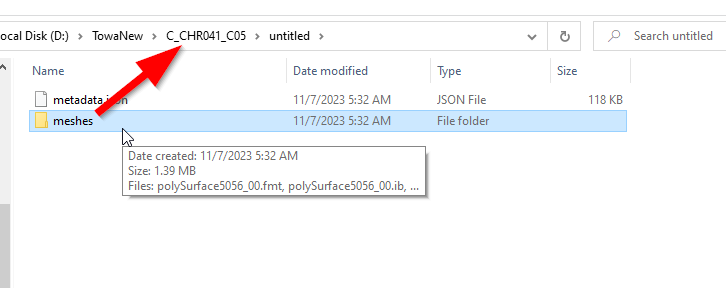 ocal Disk (D:) > TowaNew > C_CHR041_C05 > untitled >
Search untitled
Name Date modified Type Size
metadata.json 11/7/2023 5:32 AM JSON File 118 KB
meshes 11/7/2023 5:32 AM File folder
Date created: 11/7/2023 5:32 AM
Size: 1.39 MB
Files: polySurface5056_00.fmt, polySurface5056_00.ib, ...